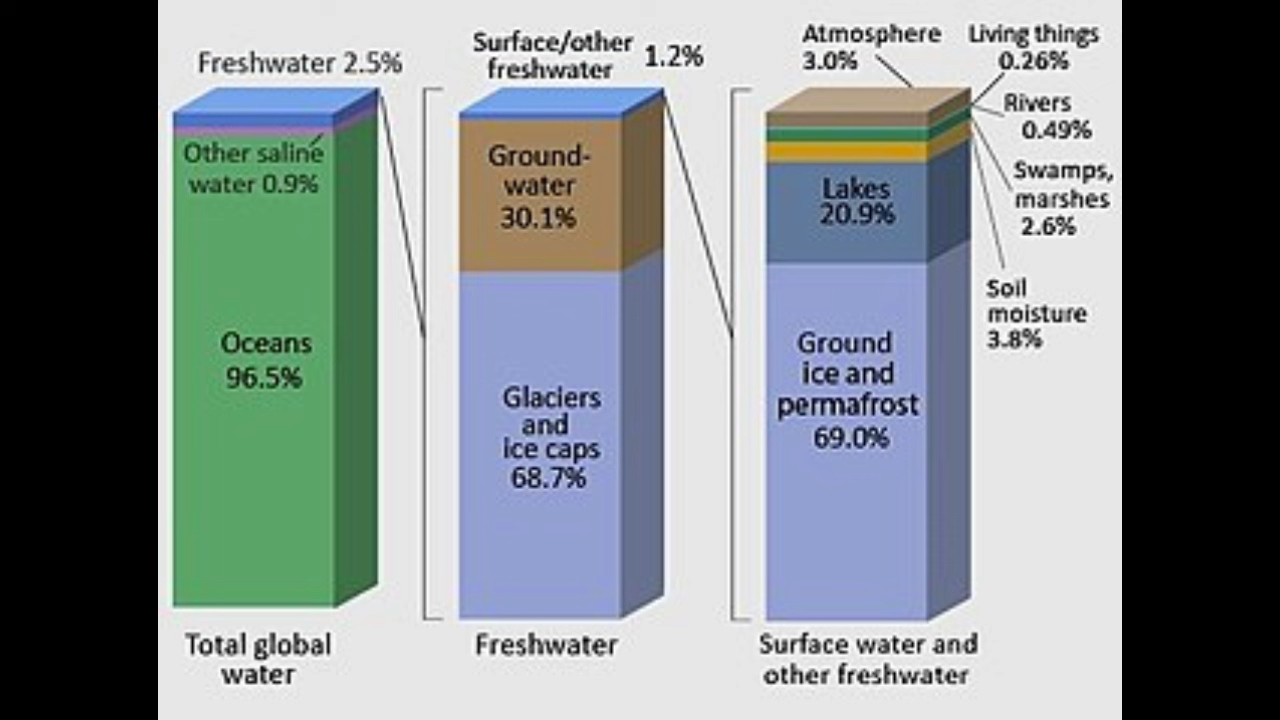 Freshwater 2.5%
Other saline
water 0.9%
Oceans
96.5%
Total global
water
Surface/other
freshwater
1.2%
Ground-
water
30.1%
Glaciers
and
ice caps
68.7%
Freshwater
Atmosphere
3.0%
Living things
0.26%
Rivers
0.49%
Swamps,
marshes
2.6%
Soil
moisture
3.8%
Lakes
20.9%
Ground
ice and
permafrost
69.0%
Surface water and
other freshwater